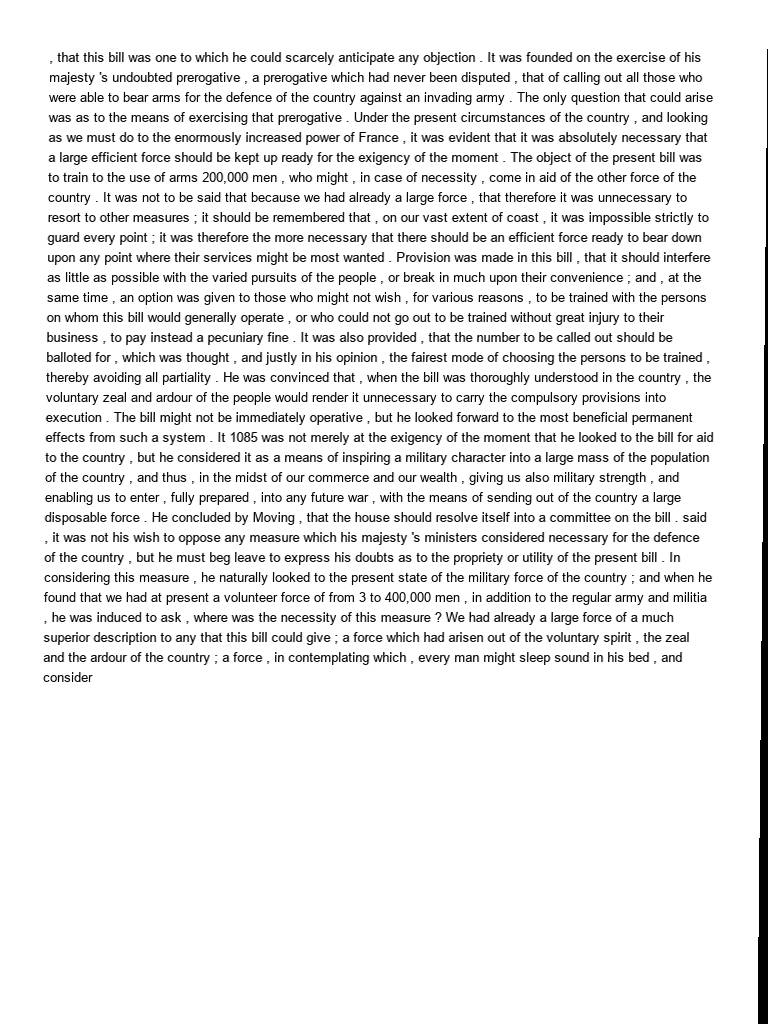 , that this bill was one to which he could scarcely anticipate any objection . It was founded on the exercise of his
majesty 's undoubted prerogative , a prerogative which had never been disputed , that of calling out all those who
were able to bear arms for the defence of the country against an invading army . The only question that could arise
was as to the means of exercising that prerogative . Under the present circumstances of the country , and looking
as we must do to the enormously increased power of France , it was evident that it was absolutely necessary that
a large efficient force should be kept up ready for the exigency of the moment . The object of the present bill was
to train to the use of arms 200,000 men , who might , in case of necessity , come in aid of the other force of the
country . It was not to be said that because we had already a large force , that therefore it was unnecessary to
resort to other measures ; it should be remembered that , on our vast extent of coast , it was impossible strictly to
guard every point ; it was therefore the more necessary that there should be an efficient force ready to bear down
upon any point where their services might be most wanted . Provision was made in this bill , that it should interfere
as little as possible with the varied pursuits of the people , or break in much upon their convenience ; and , at the
same time , an option was given to those who might not wish , for various reasons , to be trained with the persons
on whom this bill would generally operate , or who could not go out to be trained without great injury to their
business , to pay instead a pecuniary fine . It was also provided , that the number to be called out should be
balloted for , which was thought , and justly in his opinion , the fairest mode of choosing the persons to be trained ,
thereby avoiding all partiality . He was convinced that , when the bill was thoroughly understood in the country , the
voluntary zeal and ardour of the people would render it unnecessary to carry the compulsory provisions into
execution . The bill might not be immediately operative , but he looked forward to the most beneficial permanent
effects from such a system . It 1085 was not merely at the exigency of the moment that he looked to the bill for aid
to the country , but he considered it as a means of inspiring a military character into a large mass of the population
of the country , and thus , in the midst of our commerce and our wealth , giving us also military strength , and
enabling us to enter , fully prepared , into any future war , with the means of sending out of the country a large
disposable force . He concluded by Moving , that the house should resolve itself into a committee on the bill . said
, it was not his wish to oppose any measure which his majesty 's ministers considered necessary for the defence
of the country , but he must beg leave to express his doubts as to the propriety or utility of the present bill . In
considering this measure , he naturally looked to the present state of the military force of the country ; and when he
found that we had at present a volunteer force of from 3 to 400,000 men , in addition to the regular army and militia
, he was induced to ask , where was the necessity of this measure ? We had already a large force of a much
superior description to any that this bill could give ; a force which had arisen out of the voluntary spirit , the zeal
and the ardour of the country ; a force , in contemplating which , every man might sleep sound in his bed , and
consider